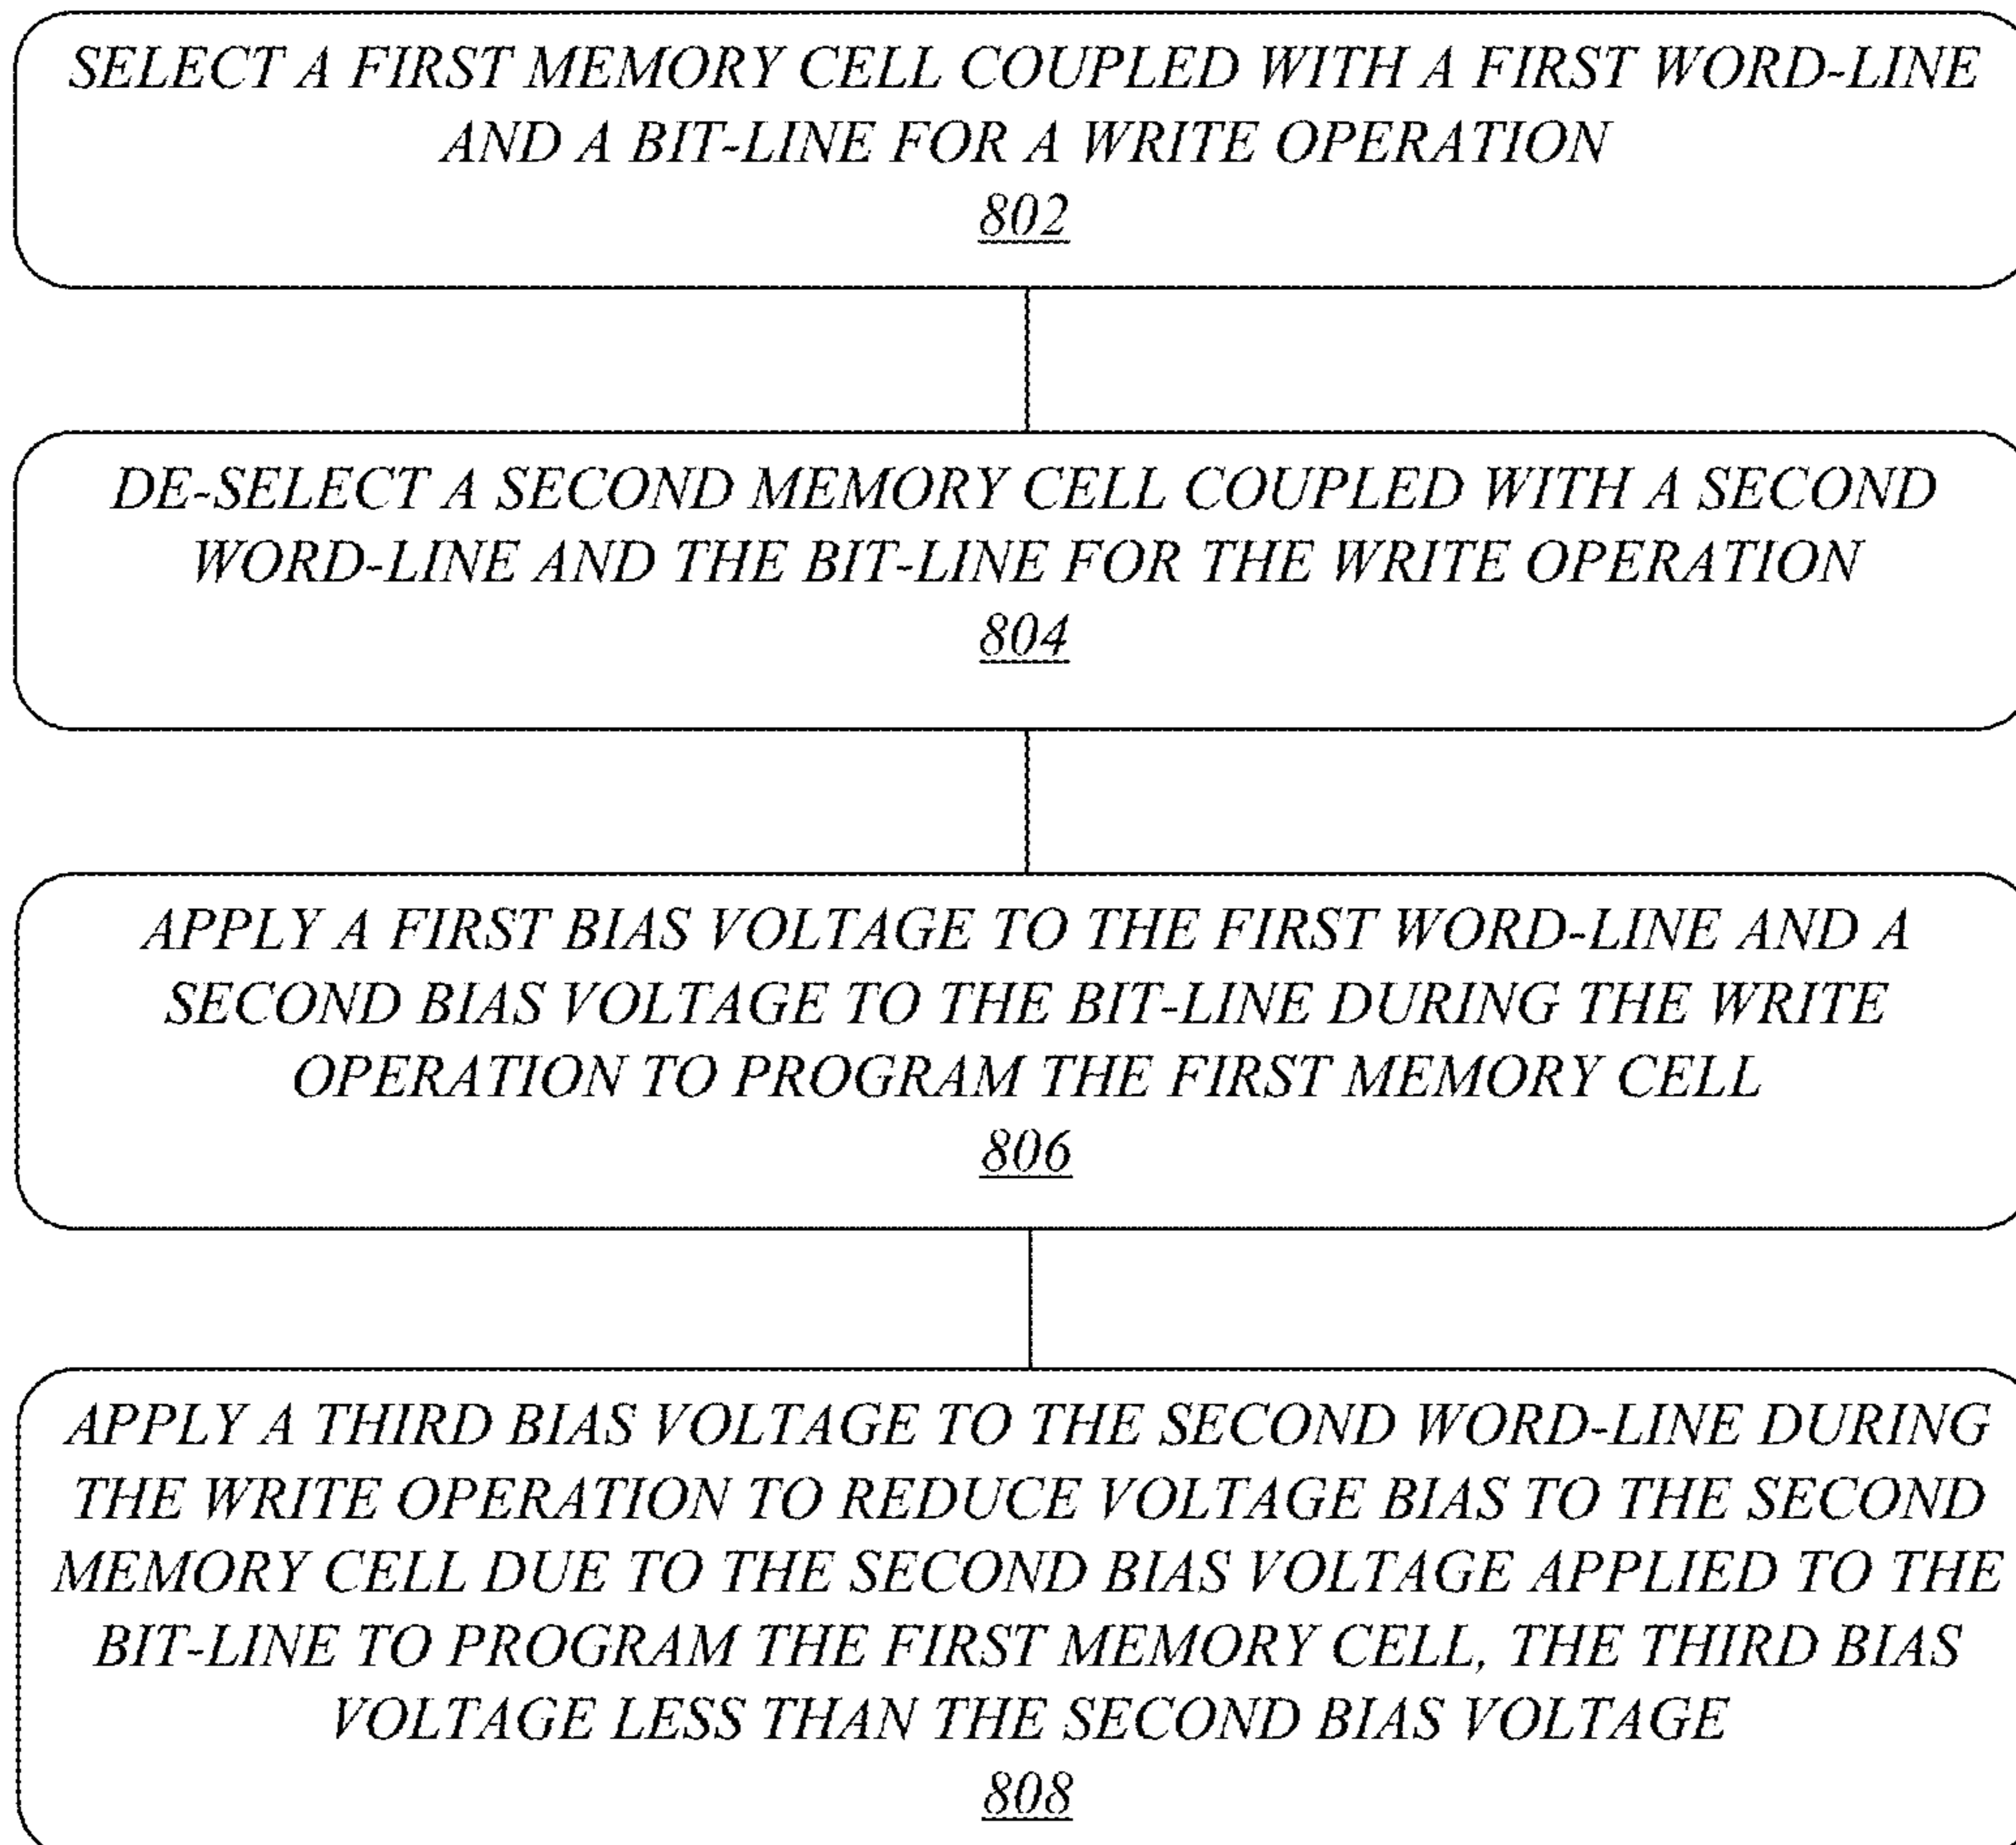 SELECT A FIRST MEMORY CELL COUPLED WITH A FIRST WORD-LINE
AND A BIT-LINE FOR A WRITE OPERATION
802
DE-SELECT A SECOND MEMORY CELL COUPLED WITH A SECOND
WORD-LINE AND THE BIT-LINE FOR THE WRITE OPERATION
804
APPLY A FIRST BIAS VOLTAGE TO THE FIRST WORD-LINE AND A
SECOND BIAS VOLTAGE TO THE BIT-LINE DURING THE WRITE
OPERATION TO PROGRAM THE FIRST MEMORY CELL
806
APPLY A THIRD BIAS VOLTAGE TO THE SECOND WORD-LINE DURING
THE WRITE OPERATION TO REDUCE VOLTAGE BIAS TO THE SECOND
MEMORY CELL DUE TO THE SECOND BIAS VOLTAGE APPLIED TO THE
BIT-LINE TO PROGRAM THE FIRST MEMORY CELL, THE THIRD BIAS
VOLTAGE LESS THAN THE SECOND BIAS VOLTAGE
808